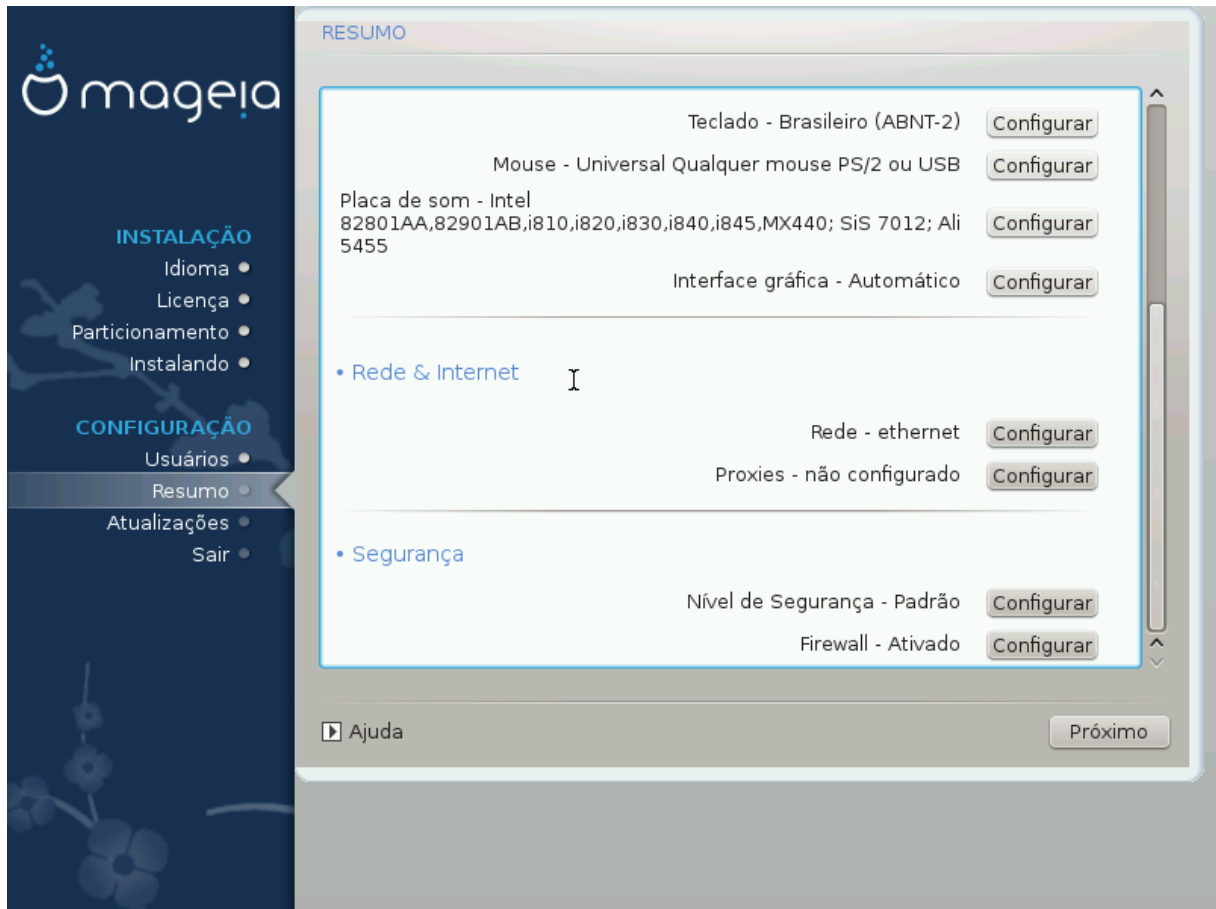 mageia
INSTALAÇÃO
Idioma
Licença
Particionamento
Instalando
CONFIGURAÇÃO
Usuários
Resumo
Atualizações
Sair
RESUMO
Teclado - Brasileiro (ABNT-2) Configurar
Mouse - Universal Qualquer mouse PS/2 ou USB Configurar
Placa de som - Intel
82801AA,82901AB,i810,i820,i830,i840,i845,MX440; SiS 7012; Ali Configurar
5455
Interface gráfica - Automático Configurar
• Rede & Internet
Rede - ethernet Configurar
Proxies - não configurado Configurar
• Segurança
Nível de Segurança - Padrão Configurar
Firewall - Ativado Configurar
Ajuda
Próximo